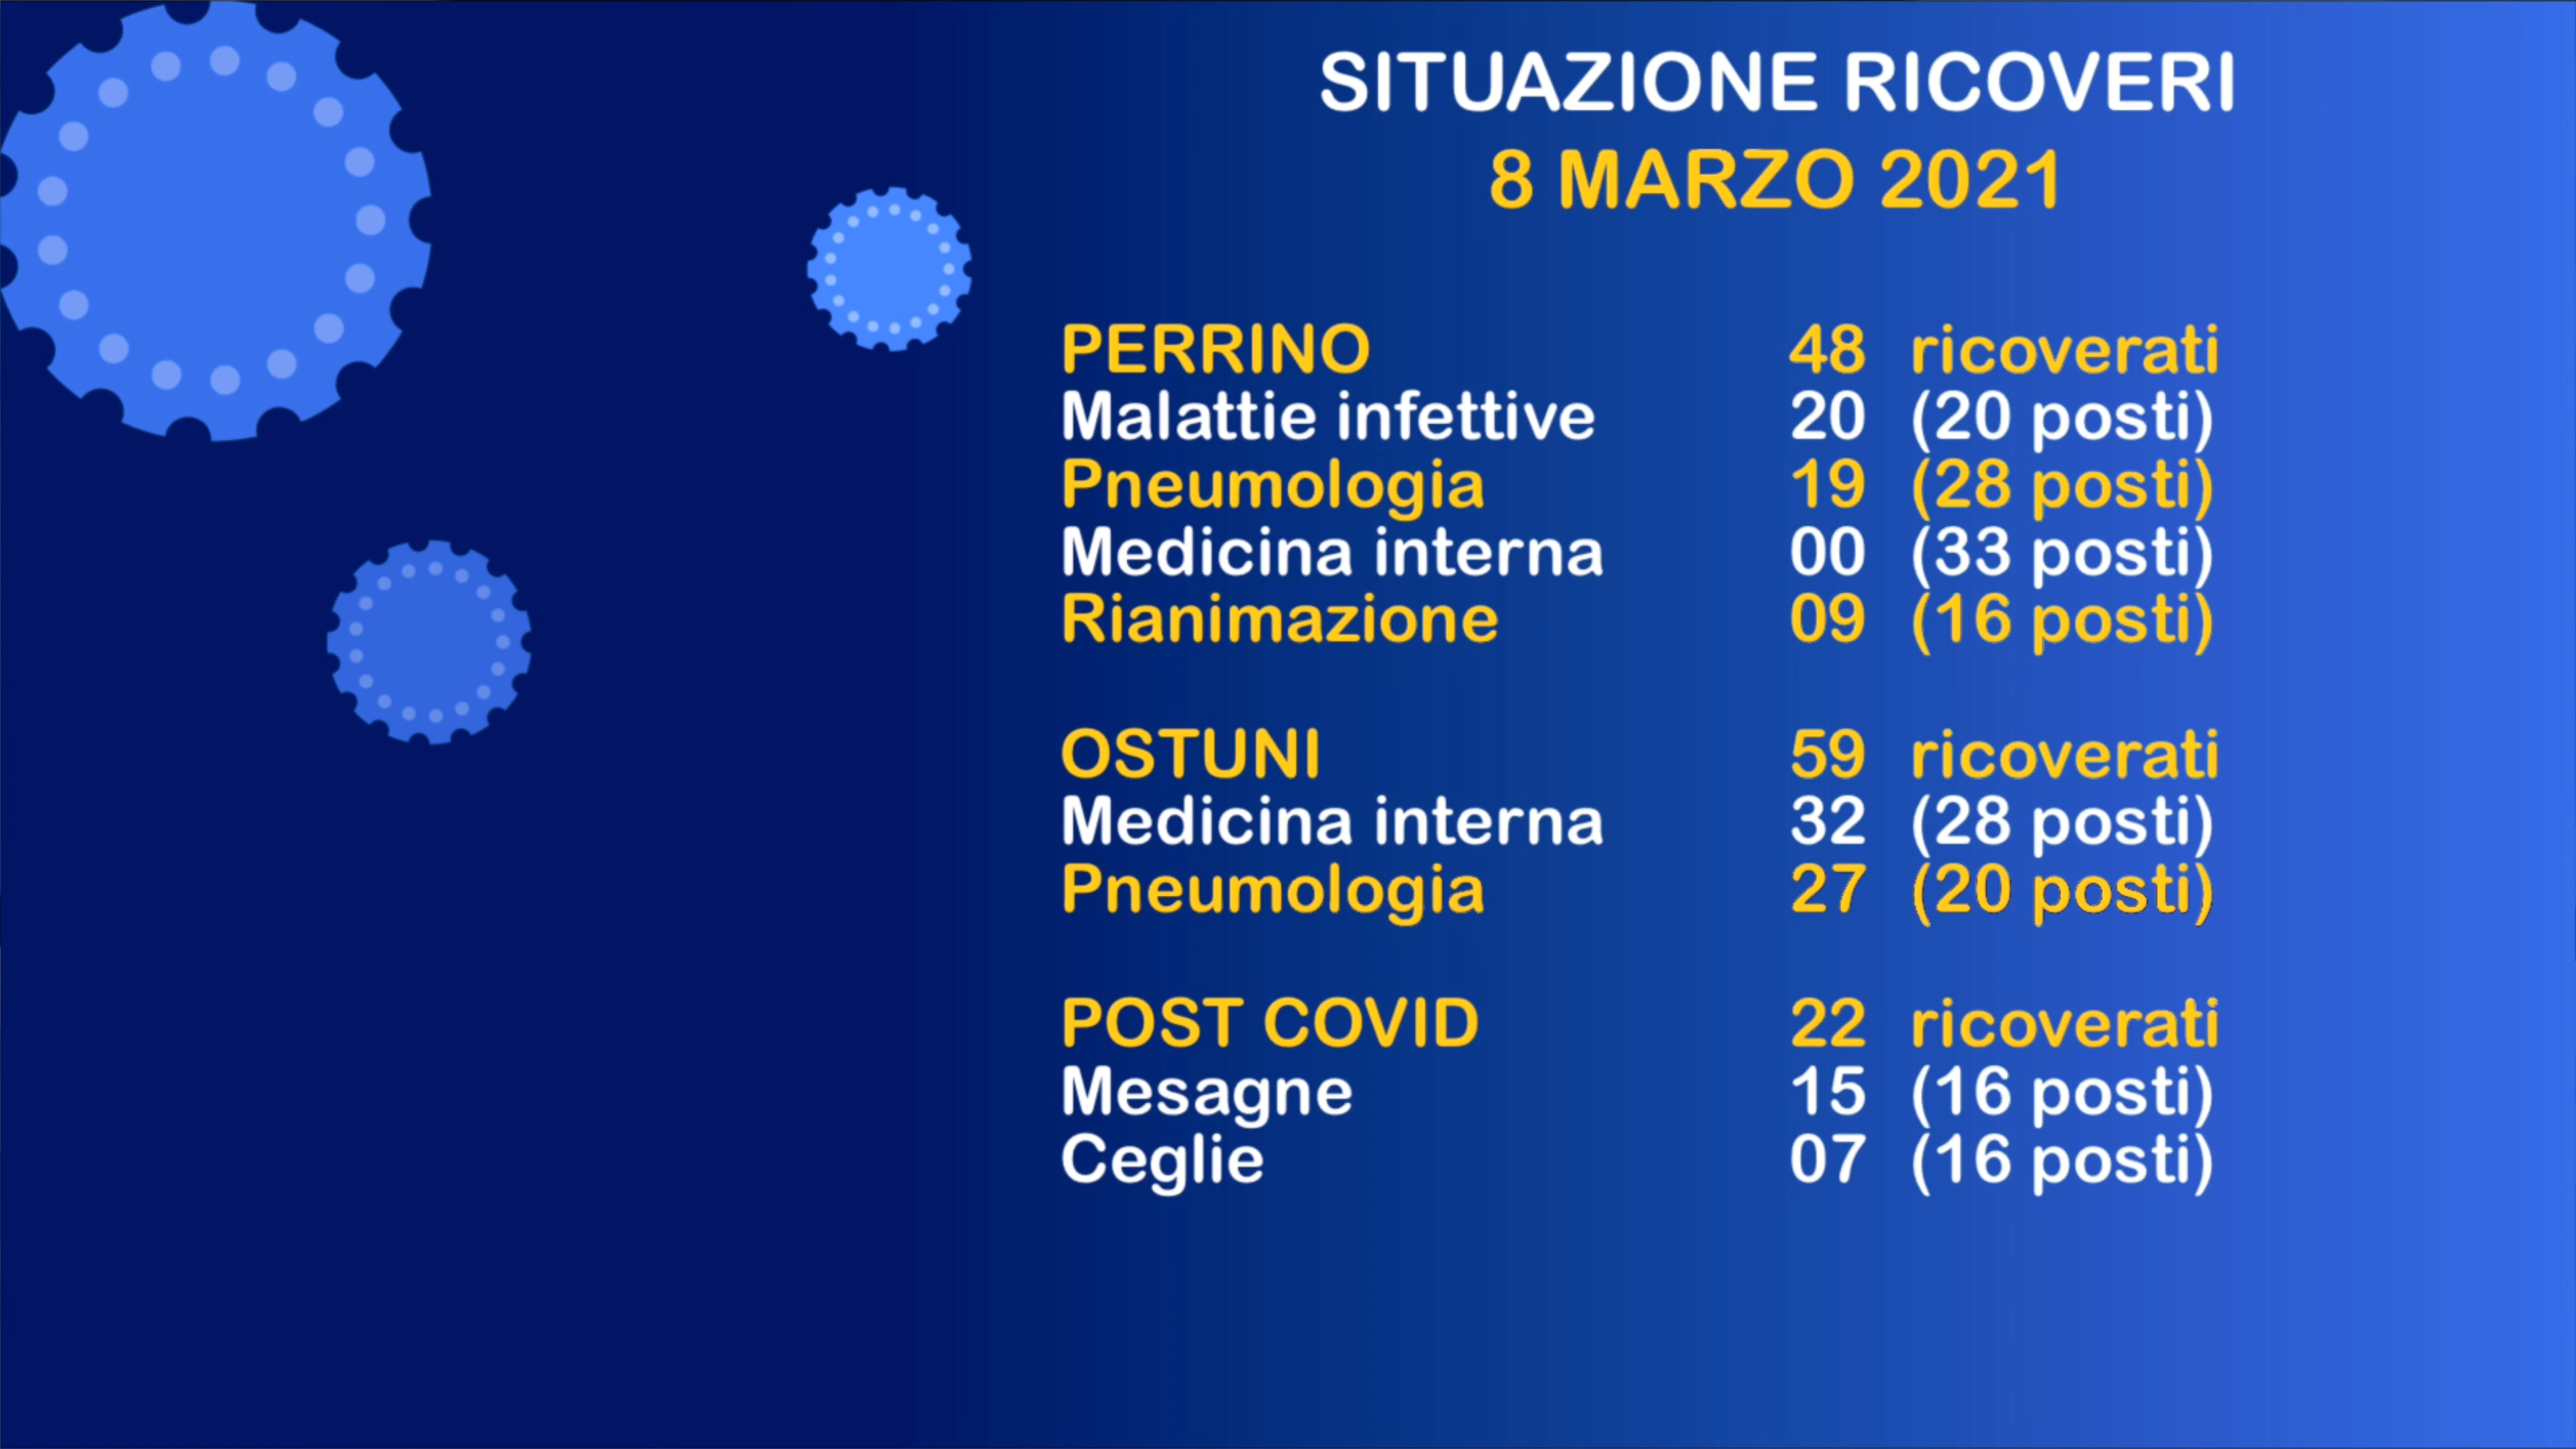 SITUAZIONE RICOVERI
8 MARZO 2021
PERRINO 48 ricoverati
Malattie infettive 20 (20 posti)
Pneumologia 19 (28 posti)
Medicina interna 00 (33 posti)
Rianimazione 09 (16 posti)
OSTUNI 59 ricoverati
Medicina interna 32 (28 posti)
Pneumologia 27 (20 posti)
POST COVID 22 ricoverati
Mesagne 15 (16 posti)
Ceglie 07 (16 posti)